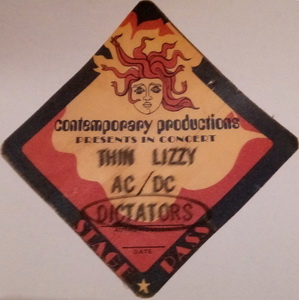 contemporary productions
PRESENTS IN CONCERT
THIN LIZZY
AC/DC
DICTATORS
DATE
STAGE PASS